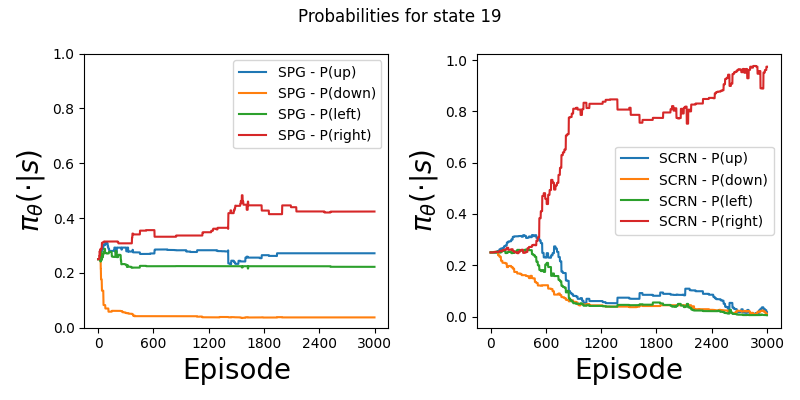 Probabilities for state 19
1.0
0.8
0.6
0.4
0.2
0.0
0
600
1200
1800
2400
3000
Episode
π_θ(·|s)
SPG - P(up)
SPG - P(down)
SPG - P(left)
SPG - P(right)
1.0
0.8
0.6
0.4
0.2
0.0
0
600
1200
1800
2400
3000
Episode
π_θ(·|s)
SCRN - P(up)
SCRN - P(down)
SCRN - P(left)
SCRN - P(right)